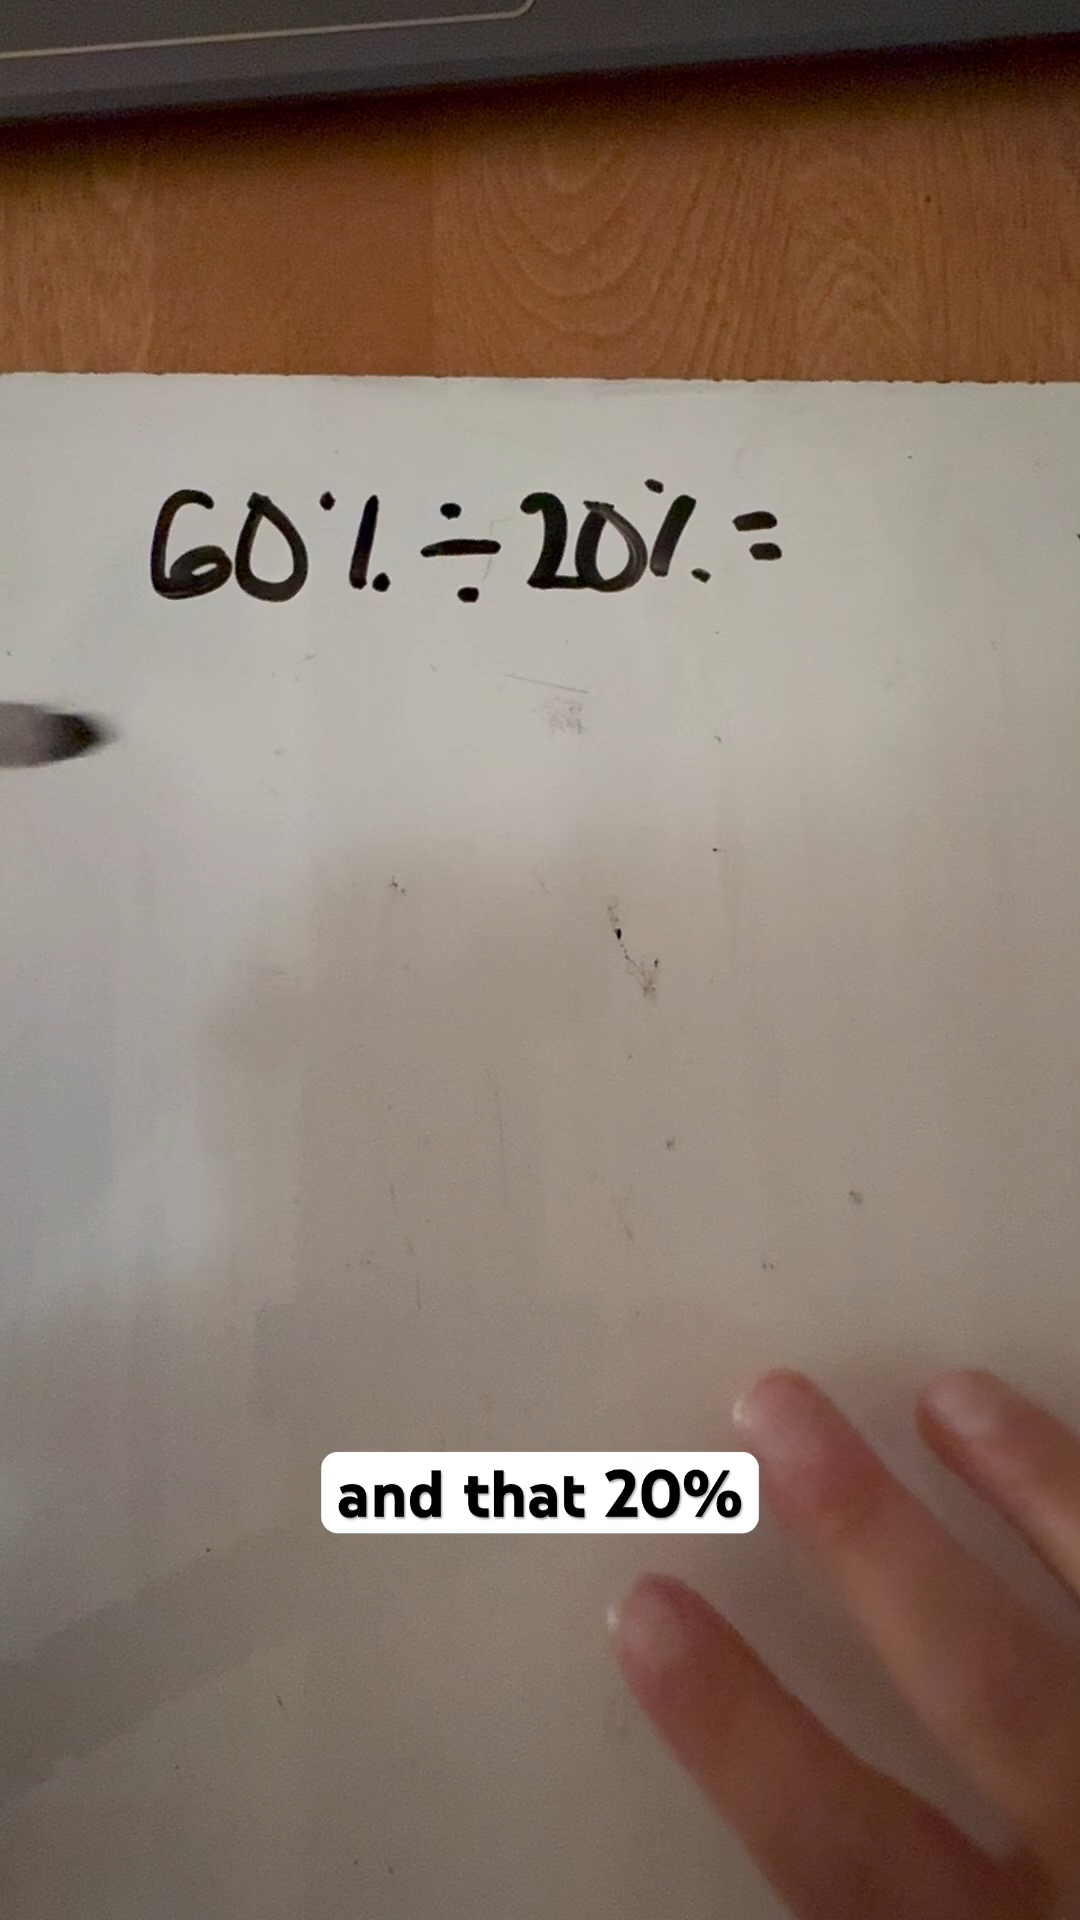 60% ÷ 20% =
and that 20%